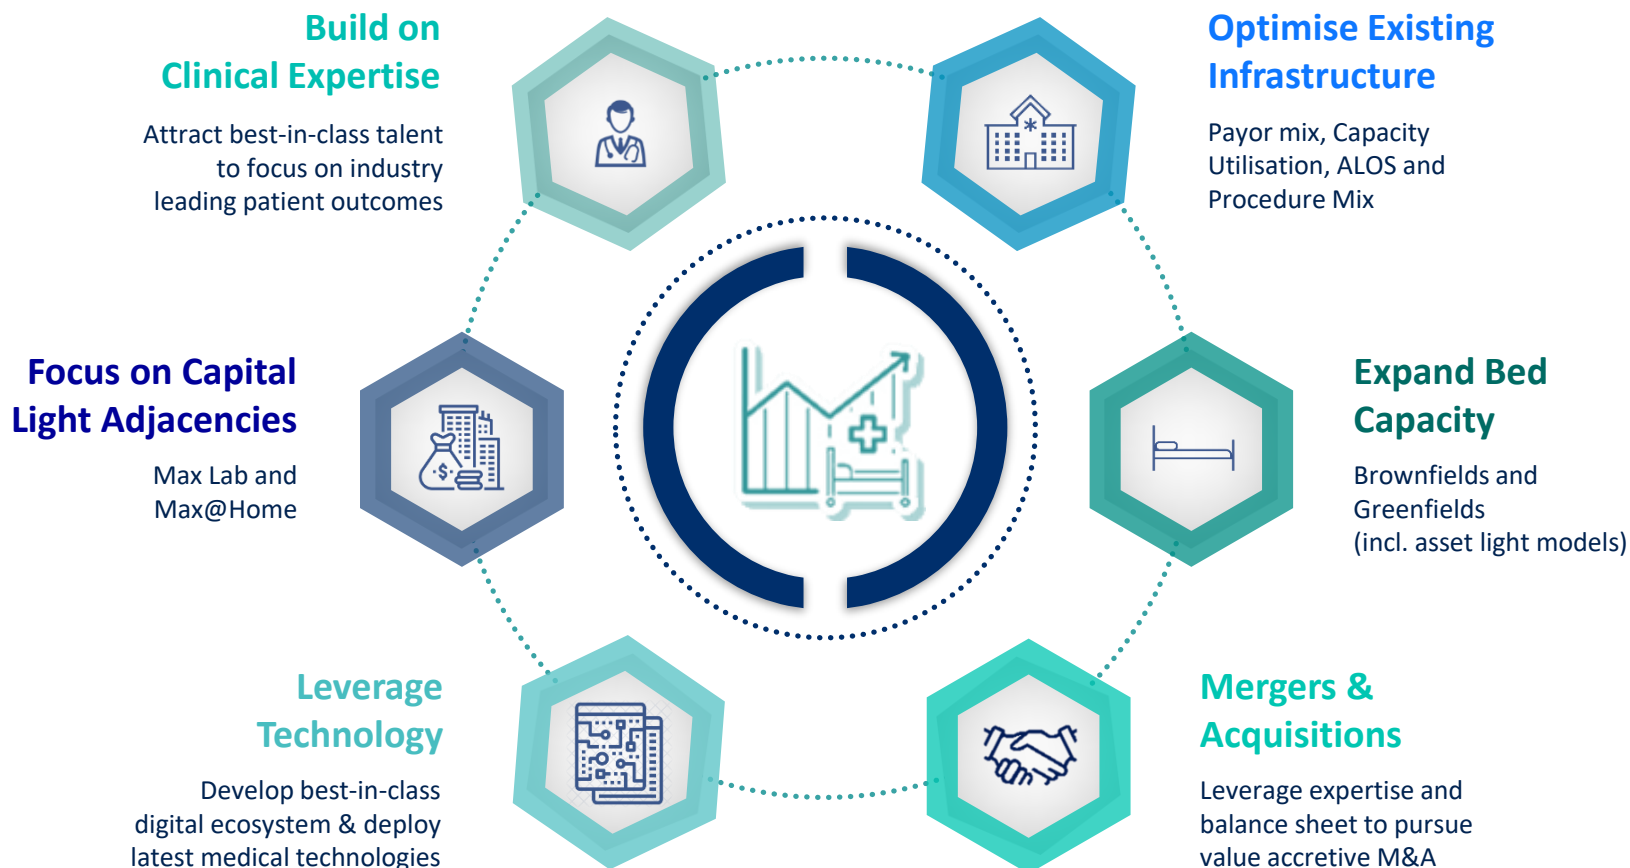 Build on
Clinical Expertise
Attract best-in-class talent
to focus on industry
leading patient outcomes
Optimise Existing
Infrastructure
Payor mix, Capacity
Utilisation, ALOS and
Procedure Mix
Focus on Capital
Light Adjacencies
Max Lab and
Max@Home
Expand Bed
Capacity
Brownfields and
Greenfields
(incl. asset light models)
Leverage
Technology
Develop best-in-class
digital ecosystem & deploy
latest medical technologies
Mergers &
Acquisitions
Leverage expertise and
balance sheet to pursue
value accretive M&A
$